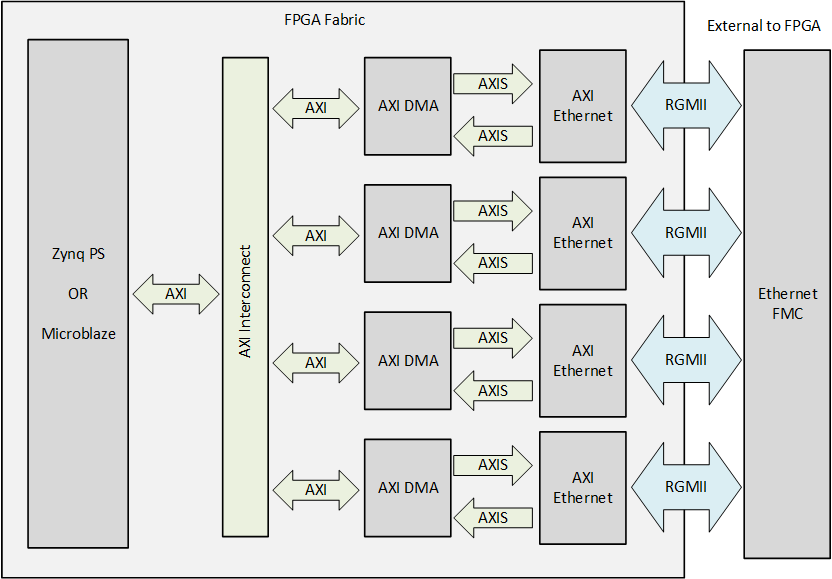 FPGA Fabric
External to FPGA
Zynq PS
OR
Microblaze
AXI
AXI Interconnect
AXI
AXI DMA
AXIS
AXIS
AXI
Ethernet
RGMII
AXI
AXI DMA
AXIS
AXIS
AXI
Ethernet
RGMII
AXI
AXI DMA
AXIS
AXIS
AXI
Ethernet
RGMII
AXI
AXI DMA
AXIS
AXIS
AXI
Ethernet
RGMII
Ethernet
FMC